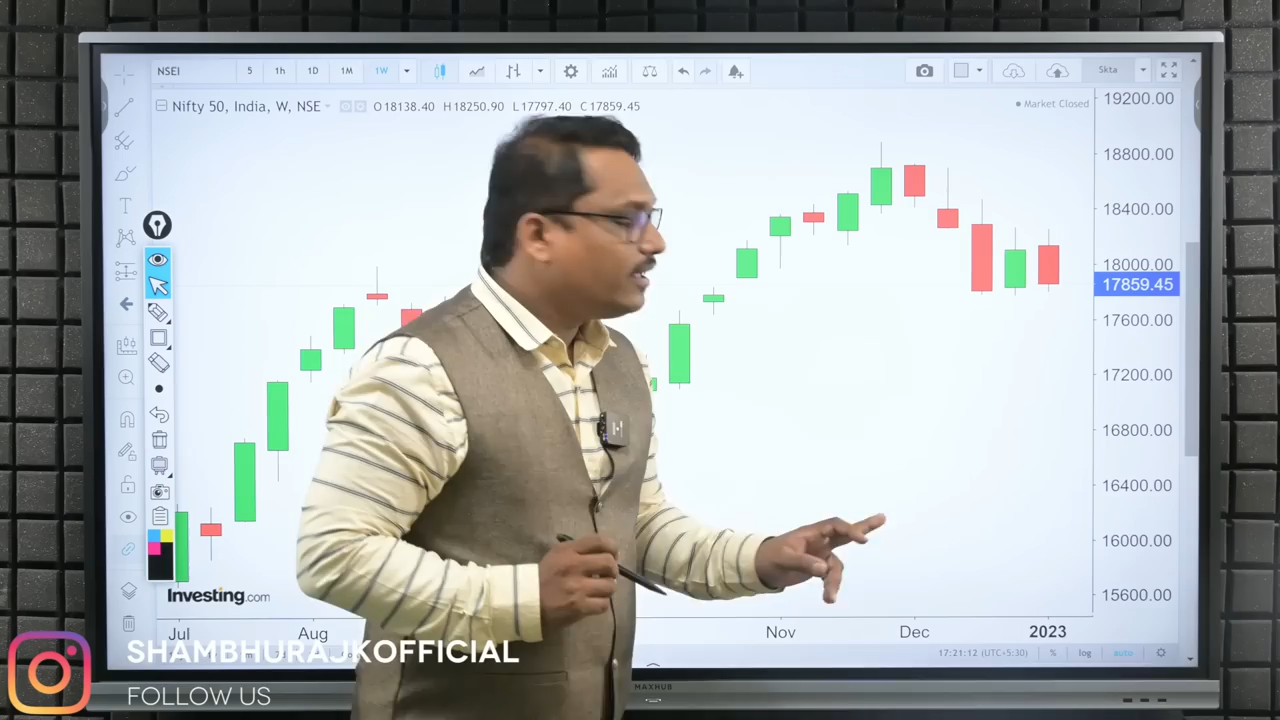 NSEI 5 1h 1D 1M 1W Skta
Nifty 50, India, W, NSE O18138.40 H18250.90 L17797.40 C17859.45
Market Closed
19200.00
18800.00
18400.00
18000.00
17859.45
17600.00
17200.00
16800.00
16400.00
16000.00
15600.00
Investing.com
Jul Aug Nov Dec 2023
17:21:12 (UTC+5:30) % log auto
MAXHUB
SHAMBHURAJKOFFICIAL
FOLLOW US